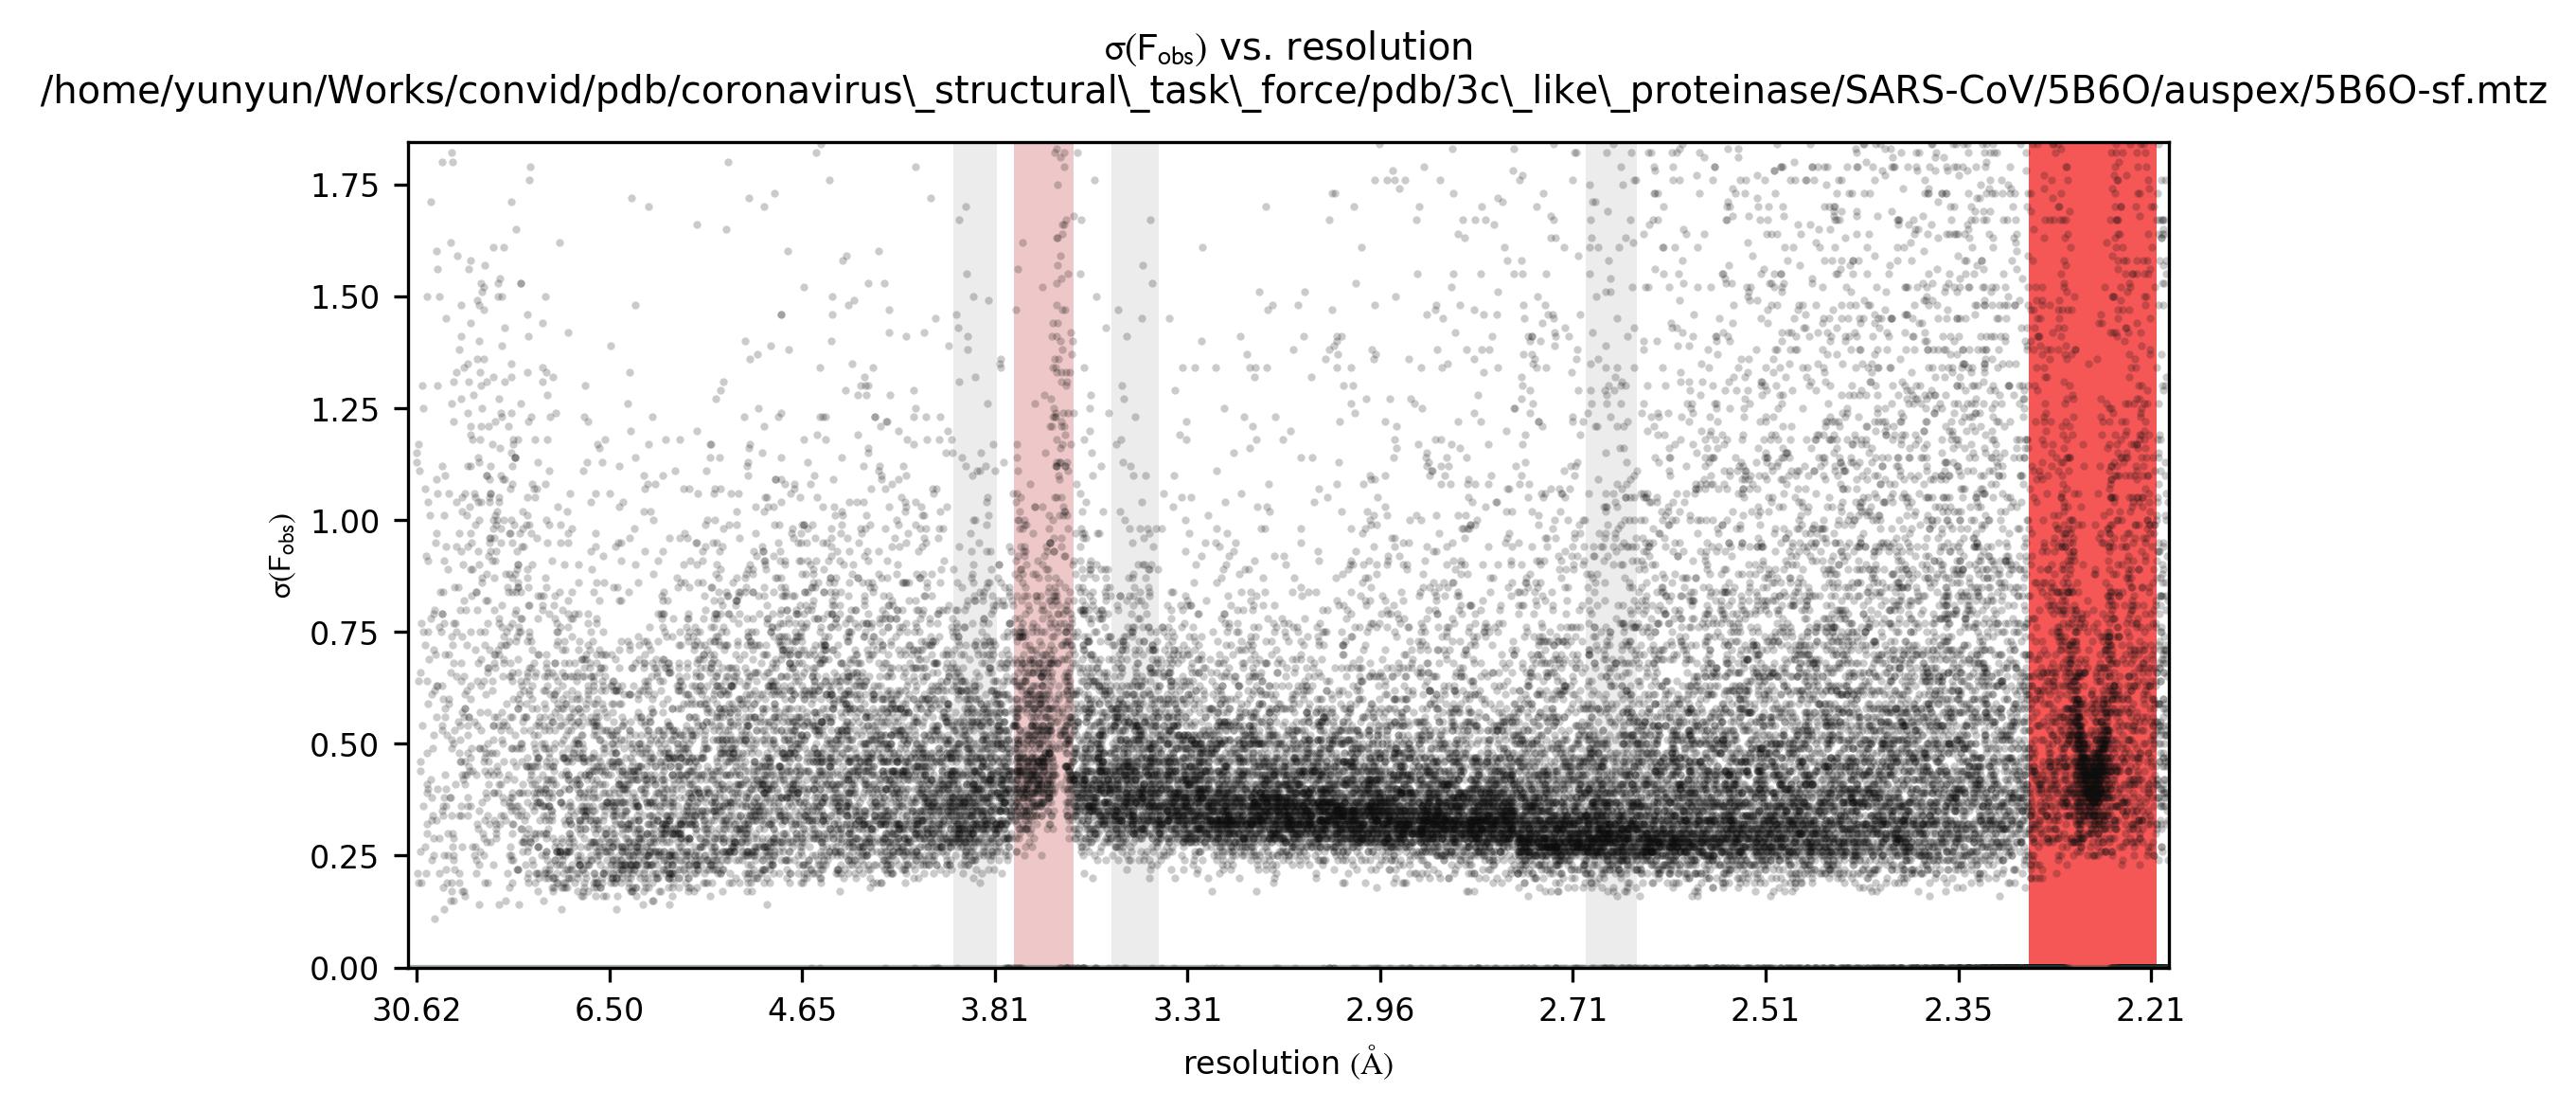 σ(Fobs) vs. resolution
/home/yunyun/Works/convid/pdb/coronavirus\_structural\_task\_force/pdb/3c\_like\_proteinase/SARS-CoV/5B6O/auspex/5B6O-sf.mtz
1.75
1.50
1.25
1.00
0.75
0.50
0.25
0.00
σ(Fobs)
30.62 6.50 4.65 3.81 3.31 2.96 2.71 2.51 2.35 2.21
resolution (Å)